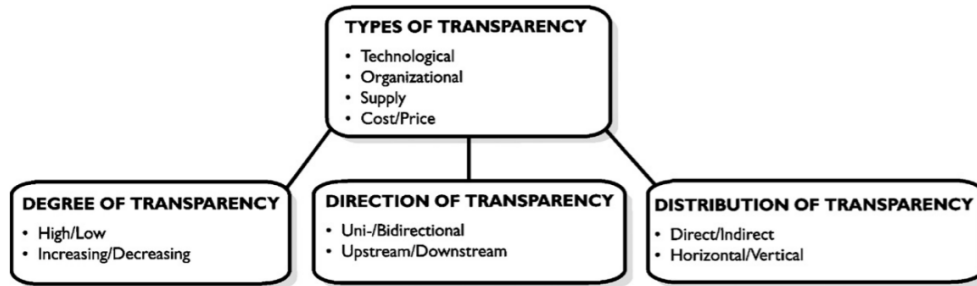 TYPES OF TRANSPARENCY
• Technological
• Organizational
• Supply
• Cost/Price
DEGREE OF TRANSPARENCY
• High/Low
• Increasing/Decreasing
DIRECTION OF TRANSPARENCY
• Uni-/Bidirectional
• Upstream/Downstream
DISTRIBUTION OF TRANSPARENCY
• Direct/Indirect
• Horizontal/Vertical